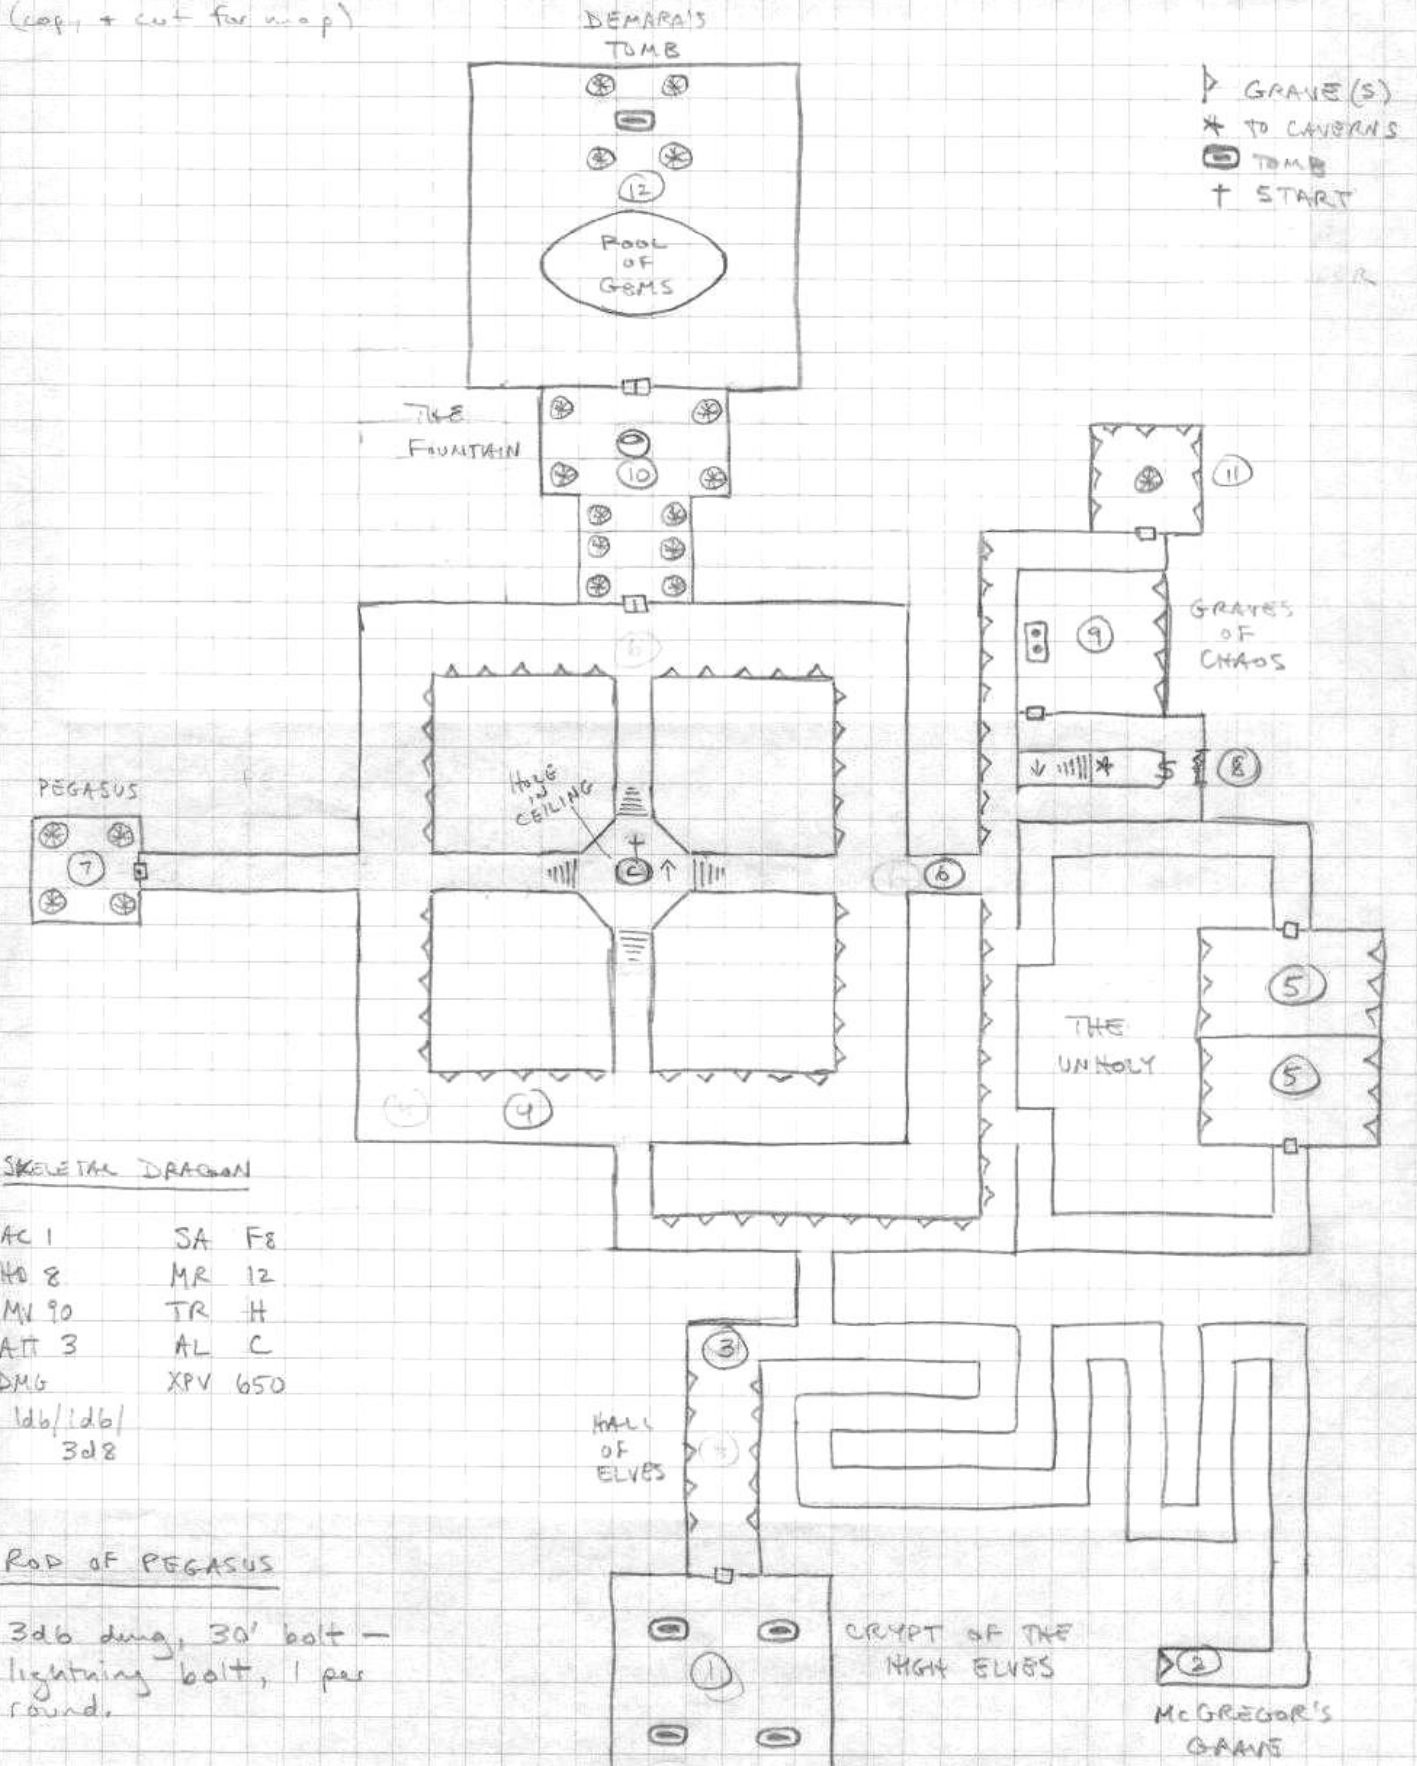 (copy + cut for map)
DEMARA'S
TOMB
GRAVE(S)
* TO CAVERNS
TOMB
† START
12
POOL
OF
GEMS
THE
FOUNTAIN
10
11
GRAVES
OF
CHAOS
9
6
HOLE
IN
CEILING
S
8
PEGASUS
7
C
6
5
THE
UNHOLY
5
4
SKELETAL DRAGON
AC 1 SA F8
HD 8 MR 12
MV 90 TR H
ATT 3 AL C
DMG XPV 650
1d6/1d6/
3d8
3
HALL
OF
ELVES
ROD OF PEGASUS
3d6 dmg, 30' bolt —
lightning bolt, 1 per
round.
1
CRYPT OF THE
HIGH ELVES
2
McGREGOR'S
GRAVE